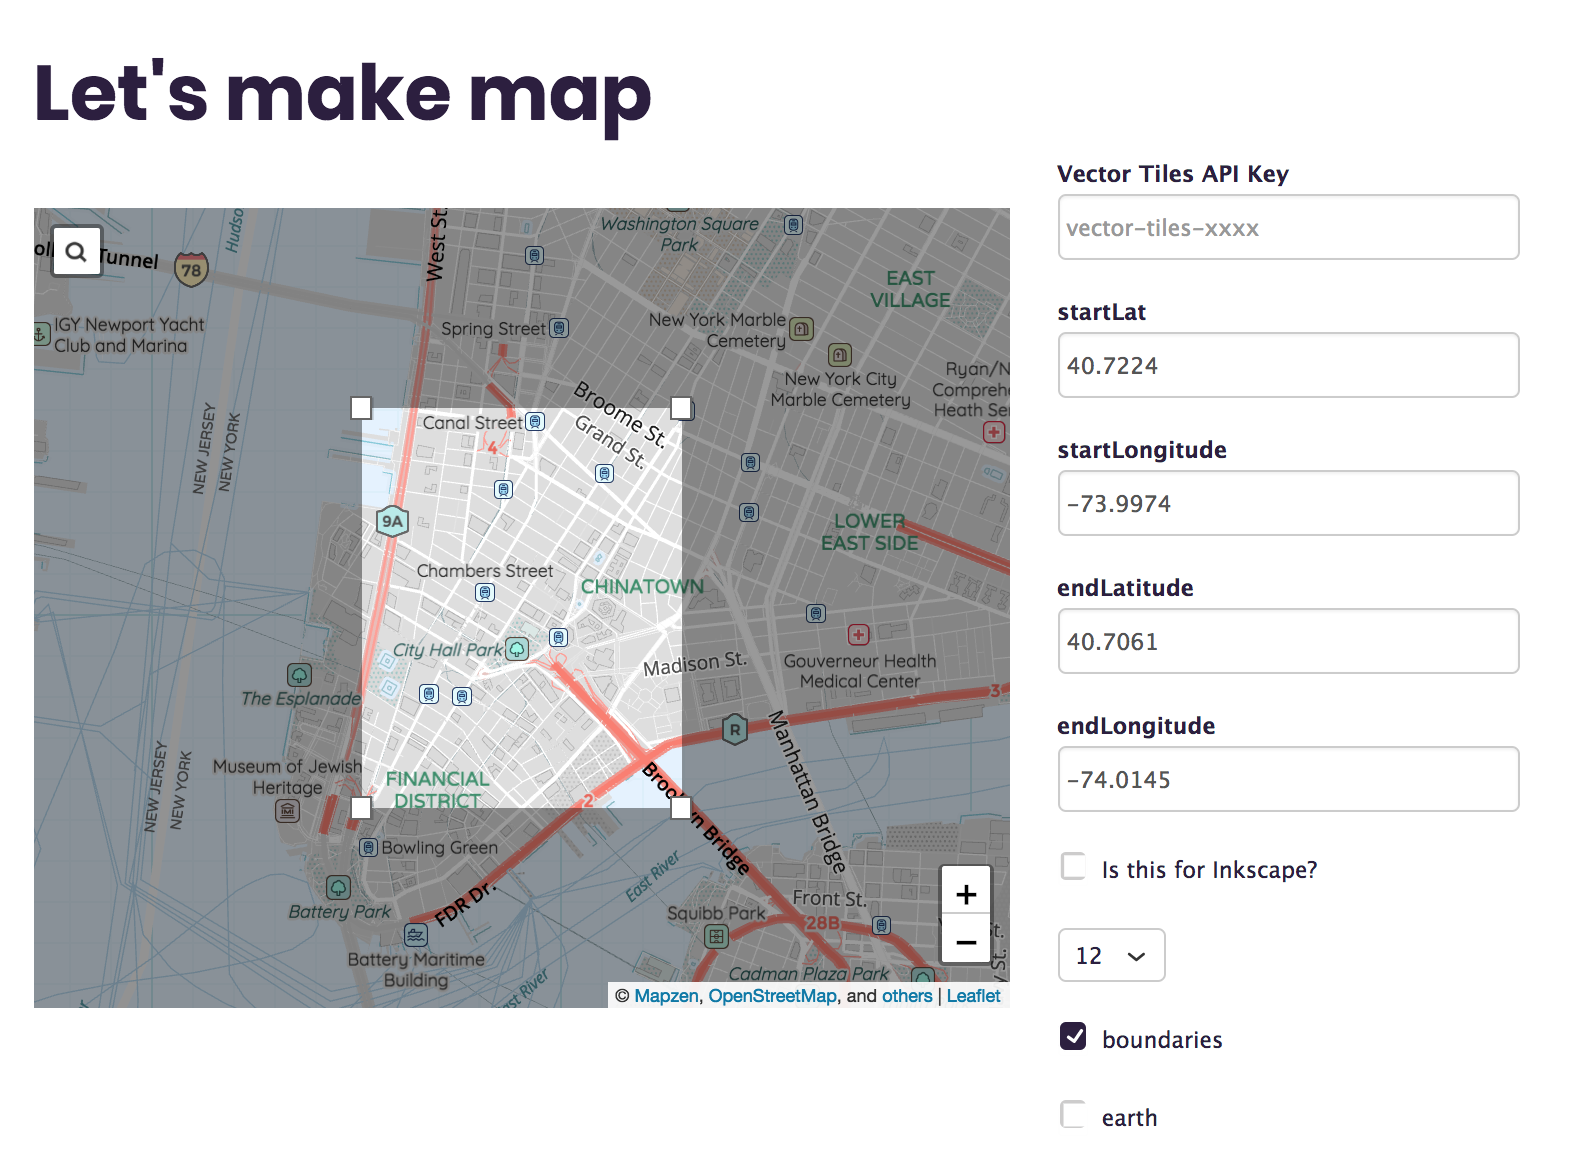 Let's make map
Vector Tiles API Key
vector-tiles-xxxx
startLat
40.7224
startLongitude
-73.9974
endLatitude
40.7061
endLongitude
-74.0145
Is this for Inkscape?
12
boundaries
earth
Tunnel
78
Hudso
West St.
Washington Square
Park
EAST
VILLAGE
IGY Newport Yacht
Club and Marina
Spring Street
New York Marble
Cemetery
New York City
Marble Cemetery
Ryan/N
Comprehe
Heath Se
Broome St.
Grand St.
Canal Street
4
NEW JERSEY
NEW YORK
9A
LOWER
EAST SIDE
Chambers Street
CHINATOWN
City Hall Park
Madison St.
Gouverneur Health
Medical Center
The Esplanade
3
R
Manhattan Bridge
NEW JERSEY
NEW YORK
Museum of Jewish
Heritage
FINANCIAL
DISTRICT
2
Brooklyn Bridge
Bowling Green
East River
FDR Dr.
Battery Park
Squibb Park
Front St.
28B
Battery Maritime
Building
Cadman Plaza Park
ast River
+
−
© Mapzen, OpenStreetMap, and others | Leaflet